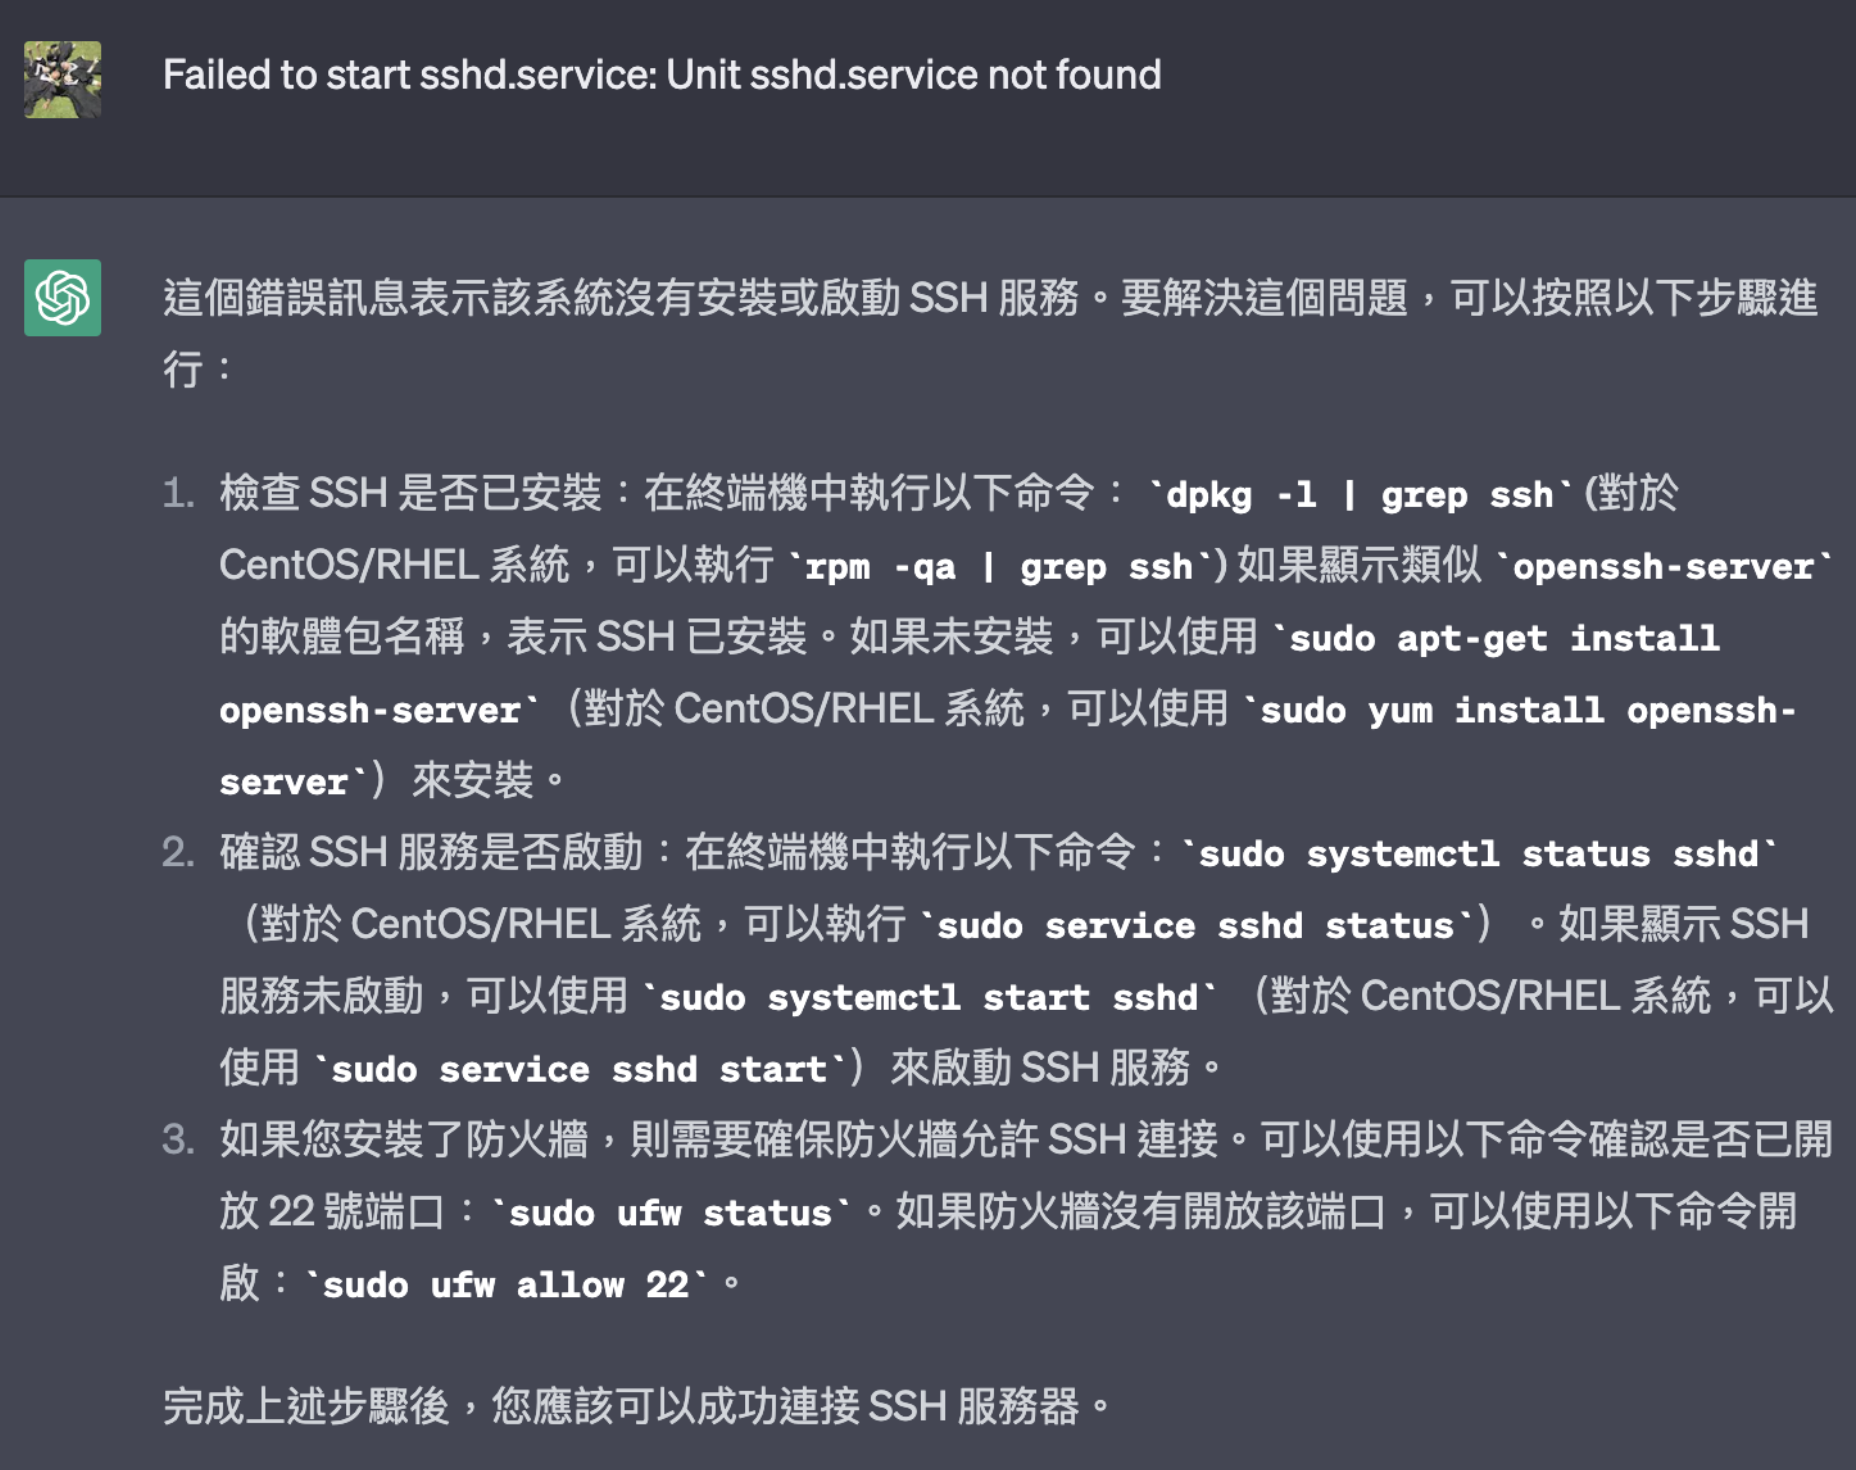 Failed to start sshd.service: Unit sshd.service not found
這個錯誤訊息表示該系統沒有安裝或啟動 SSH 服務。要解決這個問題，可以按照以下步驟進
行：
1. 檢查 SSH 是否已安裝：在終端機中執行以下命令： `dpkg -l | grep ssh` (對於
CentOS/RHEL 系統，可以執行 `rpm -qa | grep ssh`) 如果顯示類似 `openssh-server`
的軟體包名稱，表示 SSH 已安裝。如果未安裝，可以使用 `sudo apt-get install
openssh-server`（對於 CentOS/RHEL 系統，可以使用 `sudo yum install openssh-
server`）來安裝。
2. 確認 SSH 服務是否啟動：在終端機中執行以下命令：`sudo systemctl status sshd`
（對於 CentOS/RHEL 系統，可以執行 `sudo service sshd status`）。如果顯示 SSH
服務未啟動，可以使用 `sudo systemctl start sshd` （對於 CentOS/RHEL 系統，可以
使用 `sudo service sshd start`）來啟動 SSH 服務。
3. 如果您安裝了防火牆，則需要確保防火牆允許 SSH 連接。可以使用以下命令確認是否已開
放 22 號端口：`sudo ufw status`。如果防火牆沒有開放該端口，可以使用以下命令開
啟：`sudo ufw allow 22`。
完成上述步驟後，您應該可以成功連接 SSH 服務器。